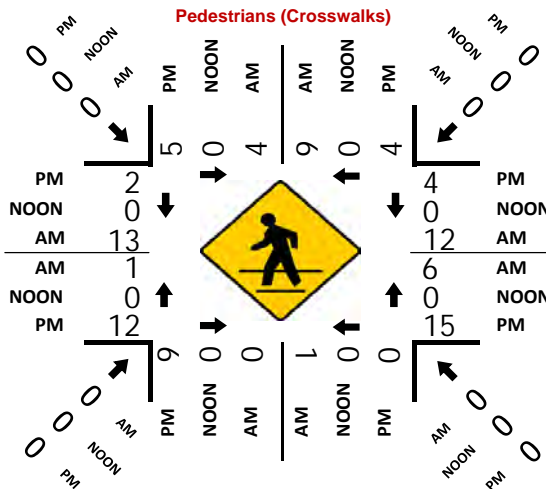 Pedestrians (Crosswalks)
0 PM PM NOON AM AM NOON PM PM 0
0 NOON NOON 0
0 AM AM 0
5 0 4 9 0 4
PM 2 4 PM
NOON 0 0 NOON
AM 13 12 AM
AM 1 6 AM
NOON 0 0 NOON
PM 12 15 PM
9 0 0 1 0 0
0 AM AM 0
0 NOON NOON 0
0 PM PM NOON AM AM NOON PM PM 0